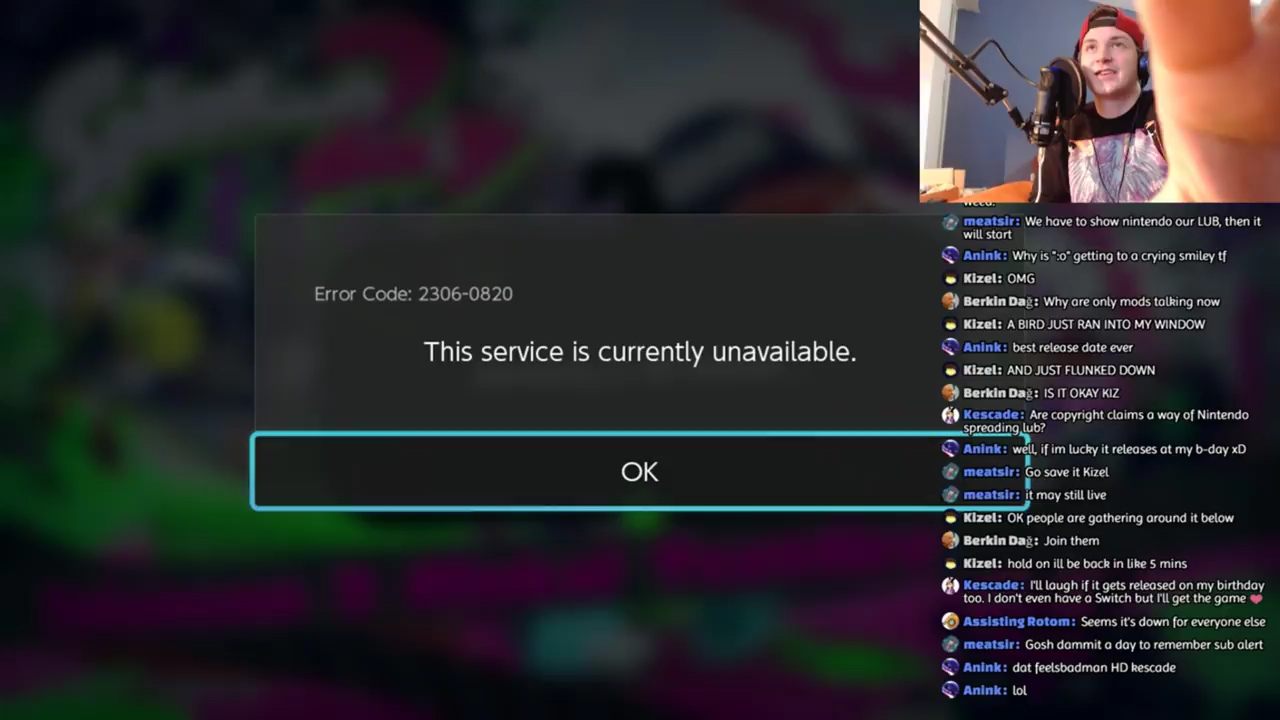 Error Code: 2306-0820
This service is currently unavailable.
OK
weed.
meatsir: We have to show nintendo our LUB, then it
will start
Anink: Why is ":o" getting to a crying smiley tf
Kizel: OMG
Berkin Dağ: Why are only mods talking now
Kizel: A BIRD JUST RAN INTO MY WINDOW
Anink: best release date ever
Kizel: AND JUST FLUNKED DOWN
Berkin Dağ: IS IT OKAY KIZ
Kescade: Are copyright claims a way of Nintendo
spreading lub?
Anink: well, if im lucky it releases at my b-day xD
meatsir: Go save it Kizel
meatsir: it may still live
Kizel: OK people are gathering around it below
Berkin Dağ: Join them
Kizel: hold on ill be back in like 5 mins
Kescade: I'll laugh if it gets released on my birthday
too. I don't even have a Switch but I'll get the game ❤
Assisting Rotom: Seems it's down for everyone else
meatsir: Gosh dammit a day to remember sub alert
Anink: dat feelsbadman HD kescade
Anink: lol